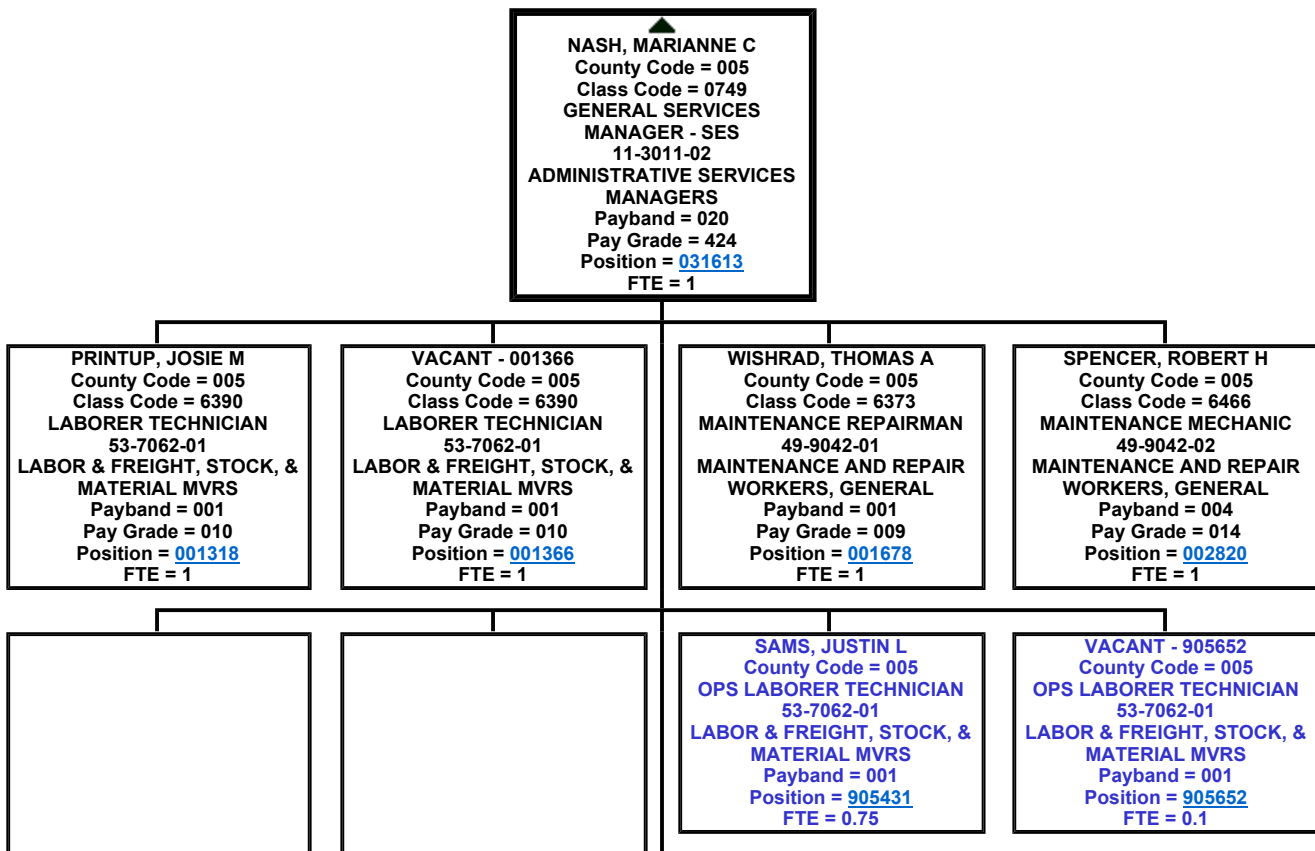 NASH, MARIANNE C
County Code = 005
Class Code = 0749
GENERAL SERVICES
MANAGER - SES
11-3011-02
ADMINISTRATIVE SERVICES
MANAGERS
Payband = 020
Pay Grade = 424
Position = 031613
FTE = 1
PRINTUP, JOSIE M
County Code = 005
Class Code = 6390
LABORER TECHNICIAN
53-7062-01
LABOR & FREIGHT, STOCK, &
MATERIAL MVRS
Payband = 001
Pay Grade = 010
Position = 001318
FTE = 1
VACANT - 001366
County Code = 005
Class Code = 6390
LABORER TECHNICIAN
53-7062-01
LABOR & FREIGHT, STOCK, &
MATERIAL MVRS
Payband = 001
Pay Grade = 010
Position = 001366
FTE = 1
WISHRAD, THOMAS A
County Code = 005
Class Code = 6373
MAINTENANCE REPAIRMAN
49-9042-01
MAINTENANCE AND REPAIR
WORKERS, GENERAL
Payband = 001
Pay Grade = 009
Position = 001678
FTE = 1
SPENCER, ROBERT H
County Code = 005
Class Code = 6466
MAINTENANCE MECHANIC
49-9042-02
MAINTENANCE AND REPAIR
WORKERS, GENERAL
Payband = 004
Pay Grade = 014
Position = 002820
FTE = 1
SAMS, JUSTIN L
County Code = 005
OPS LABORER TECHNICIAN
53-7062-01
LABOR & FREIGHT, STOCK, &
MATERIAL MVRS
Payband = 001
Position = 905431
FTE = 0.75
VACANT - 905652
County Code = 005
OPS LABORER TECHNICIAN
53-7062-01
LABOR & FREIGHT, STOCK, &
MATERIAL MVRS
Payband = 001
Position = 905652
FTE = 0.1